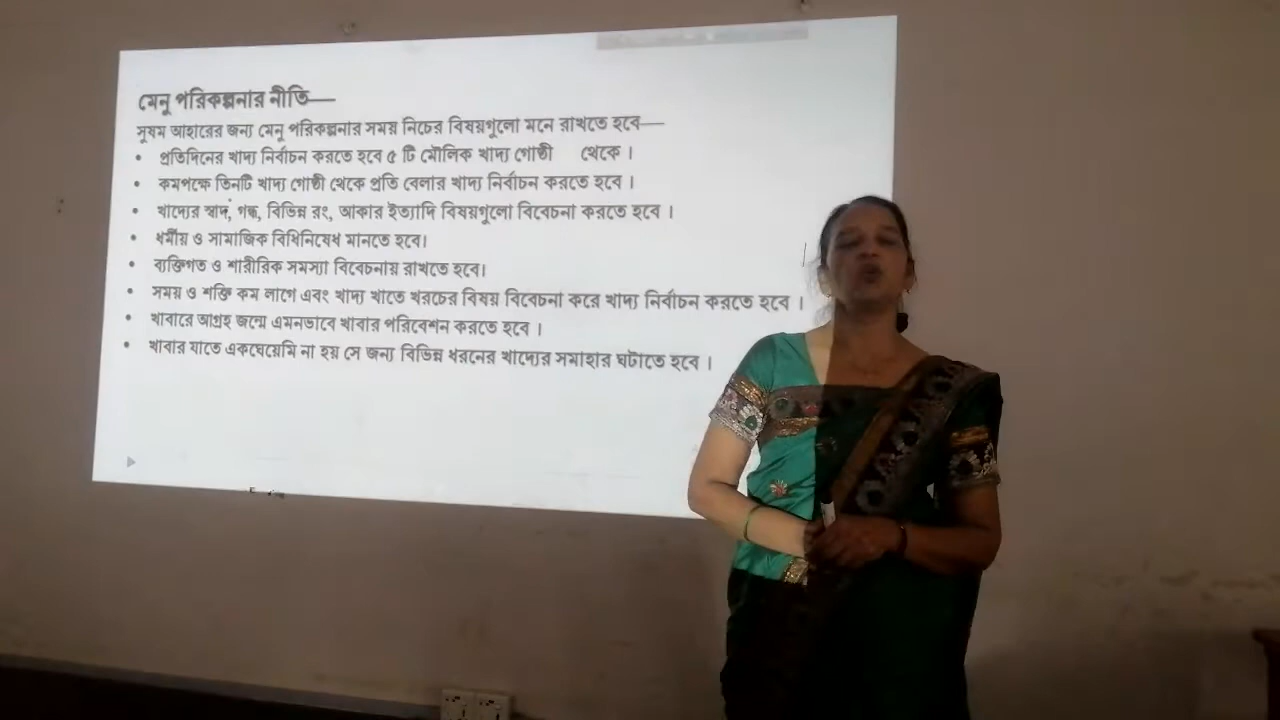 মেনু পরিকল্পনার নীতি—
সুষম আহারের জন্য মেনু পরিকল্পনার সময় নিচের বিষয়গুলো মনে রাখতে হবে—
• প্রতিদিনের খাদ্য নির্বাচন করতে হবে ৫ টি মৌলিক খাদ্য গোষ্ঠী থেকে ।
• কমপক্ষে তিনটি খাদ্য গোষ্ঠী থেকে প্রতি বেলার খাদ্য নির্বাচন করতে হবে ।
• খাদ্যের স্বাদ, গন্ধ, বিভিন্ন রং, আকার ইত্যাদি বিষয়গুলো বিবেচনা করতে হবে ।
• ধর্মীয় ও সামাজিক বিধিনিষেধ মানতে হবে।
• ব্যক্তিগত ও শারীরিক সমস্যা বিবেচনায় রাখতে হবে।
• সময় ও শক্তি কম লাগে এবং খাদ্য খাতে খরচের বিষয় বিবেচনা করে খাদ্য নির্বাচন করতে হবে ।
• খাবারে আগ্রহ জন্মে এমনভাবে খাবার পরিবেশন করতে হবে ।
• খাবার যাতে একঘেয়েমি না হয় সে জন্য বিভিন্ন ধরনের খাদ্যের সমাহার ঘটাতে হবে ।